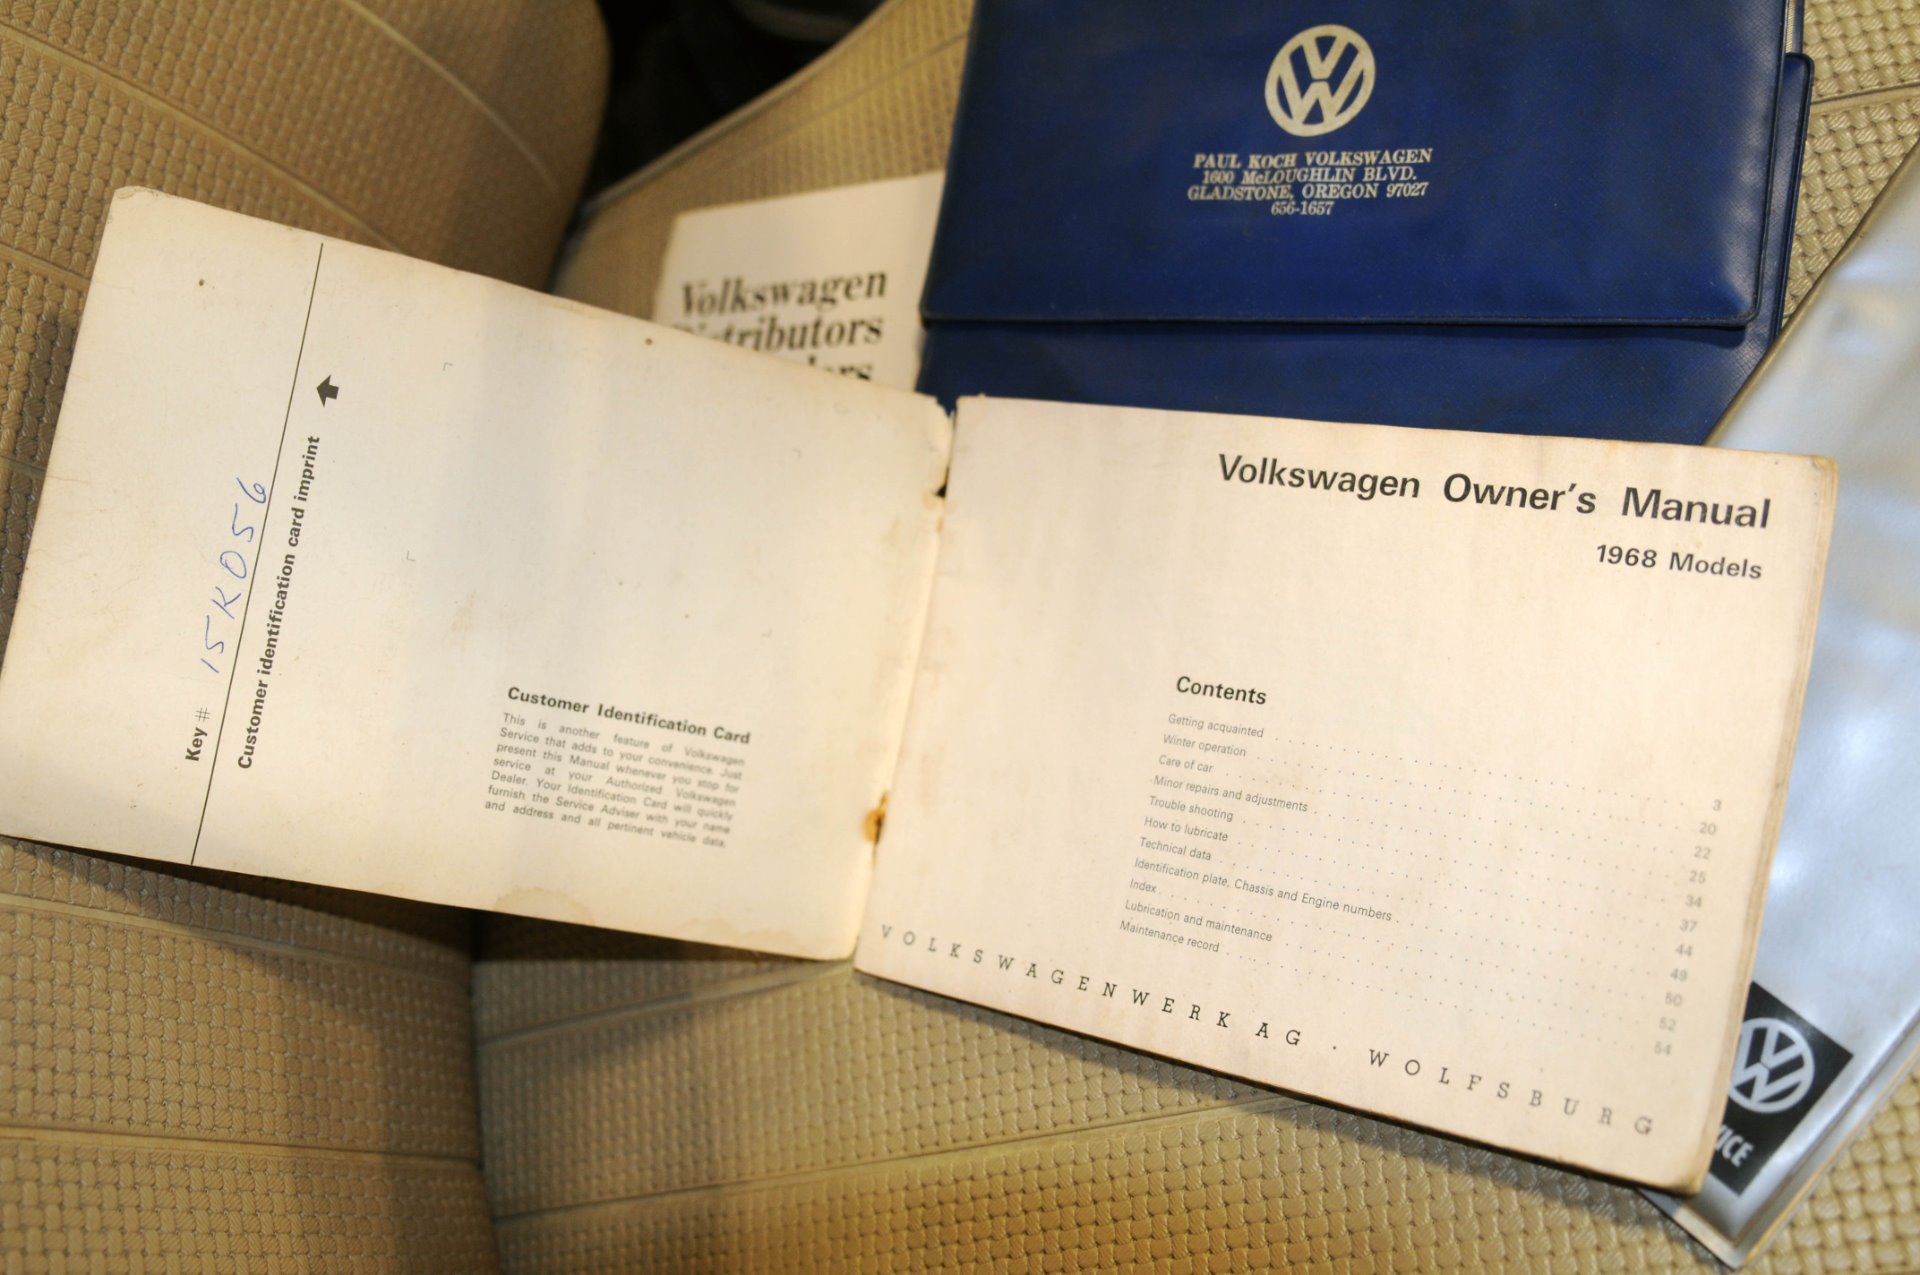 PAUL KOCH VOLKSWAGEN
1600 McLOUGHLIN BLVD.
GLADSTONE, OREGON 97027
656-1657
Volkswagen
Distributors
Key # 15K056
Customer identification card imprint
Customer Identification Card
This is another feature of Volkswagen
Service that adds to your convenience. Just
present this Manual whenever you stop for
service at your Authorized Volkswagen
Dealer. Your Identification Card will quickly
furnish the Service Adviser with your name
and address and all pertinent vehicle data.
Volkswagen Owner's Manual
1968 Models
Contents
Getting acquainted 3
Winter operation 20
Care of car 22
Minor repairs and adjustments 25
Trouble shooting 34
How to lubricate 37
Technical data 44
Identification plate, Chassis and Engine numbers 49
Index 50
Lubrication and maintenance 52
Maintenance record 54
VOLKSWAGENWERK AG · WOLFSBURG